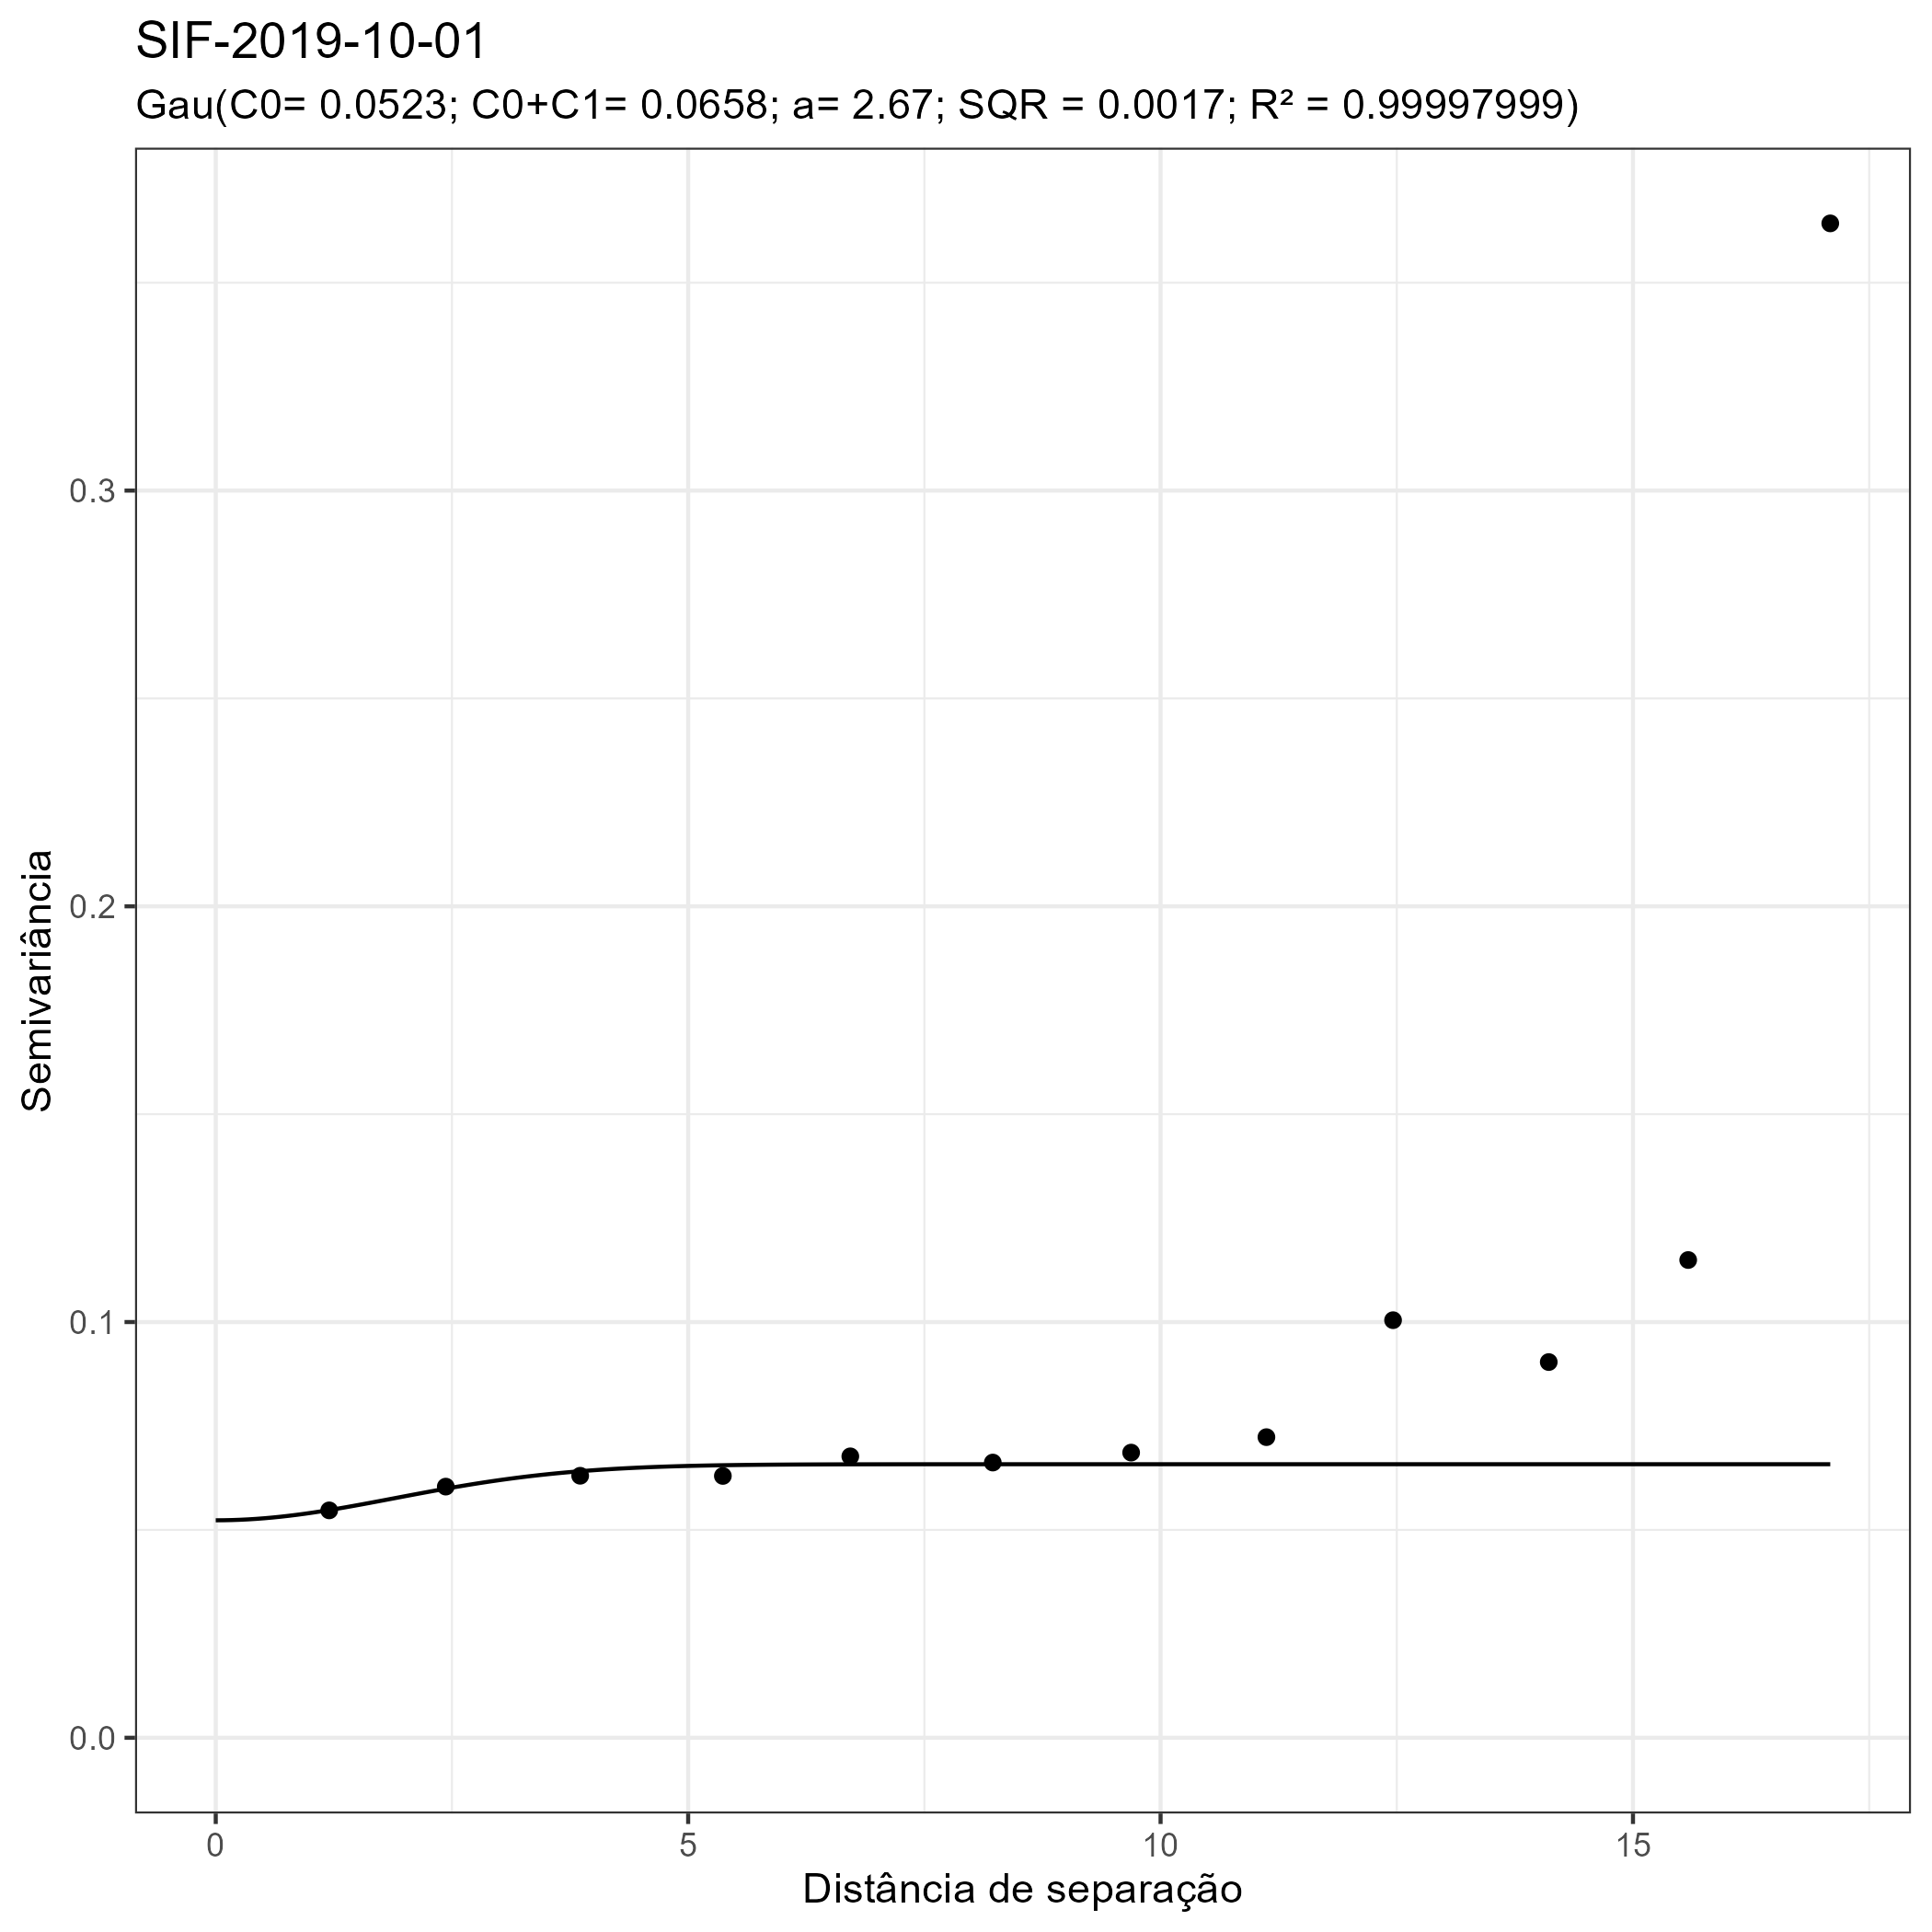 SIF-2019-10-01
Gau(C0= 0.0523; C0+C1= 0.0658; a= 2.67; SQR = 0.0017; R² = 0.99997999)
Semivariância
0.3
0.2
0.1
0.0
0 5 10 15
Distância de separação